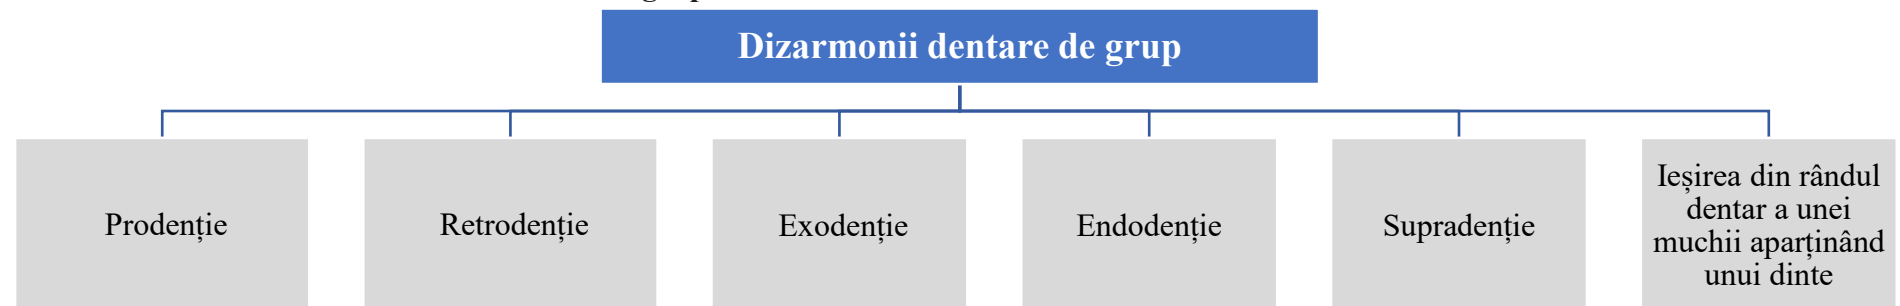 Dizarmonii dentare de grup
Prodenție
Retrodenție
Exodenție
Endodenție
Supradenție
Ieșirea din rândul
dentar a unei
muchii aparținând
unui dinte